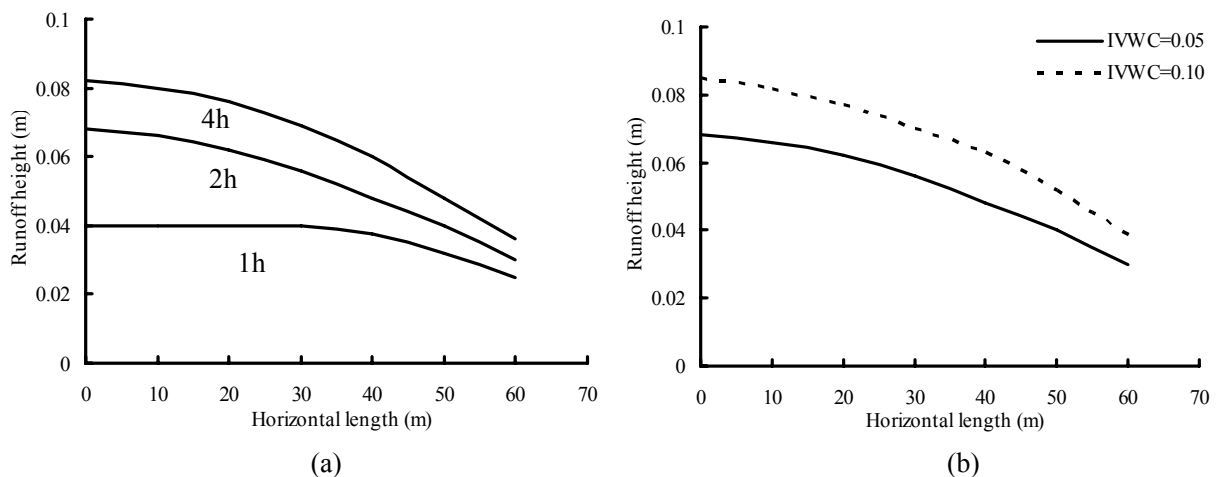 0.1
0.08
0.06
0.04
0.02
0
Runoff height (m)
4h
2h
1h
0 10 20 30 40 50 60 70
Horizontal length (m)
(a)
0.1
0.08
0.06
0.04
0.02
0
Runoff height (m)
IVWC=0.05
IVWC=0.10
0 10 20 30 40 50 60 70
Horizontal length (m)
(b)